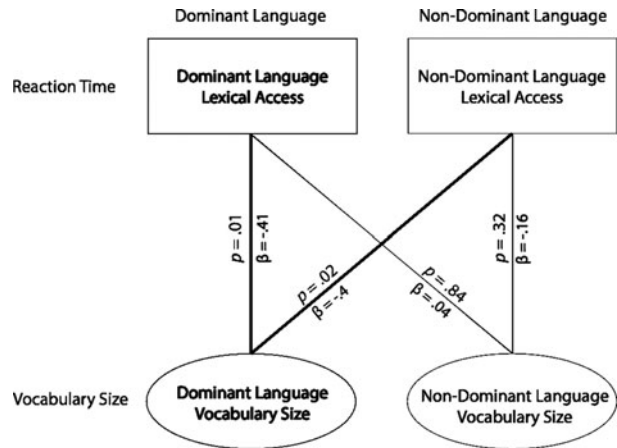 Dominant Language
Non-Dominant Language
Reaction Time
Dominant Language
Lexical Access
Non-Dominant Language
Lexical Access
p = .01
β = -.41
p = .02
β = -.4
p = .84
β = .04
p = .32
β = -.16
Vocabulary Size
Dominant Language
Vocabulary Size
Non-Dominant Language
Vocabulary Size